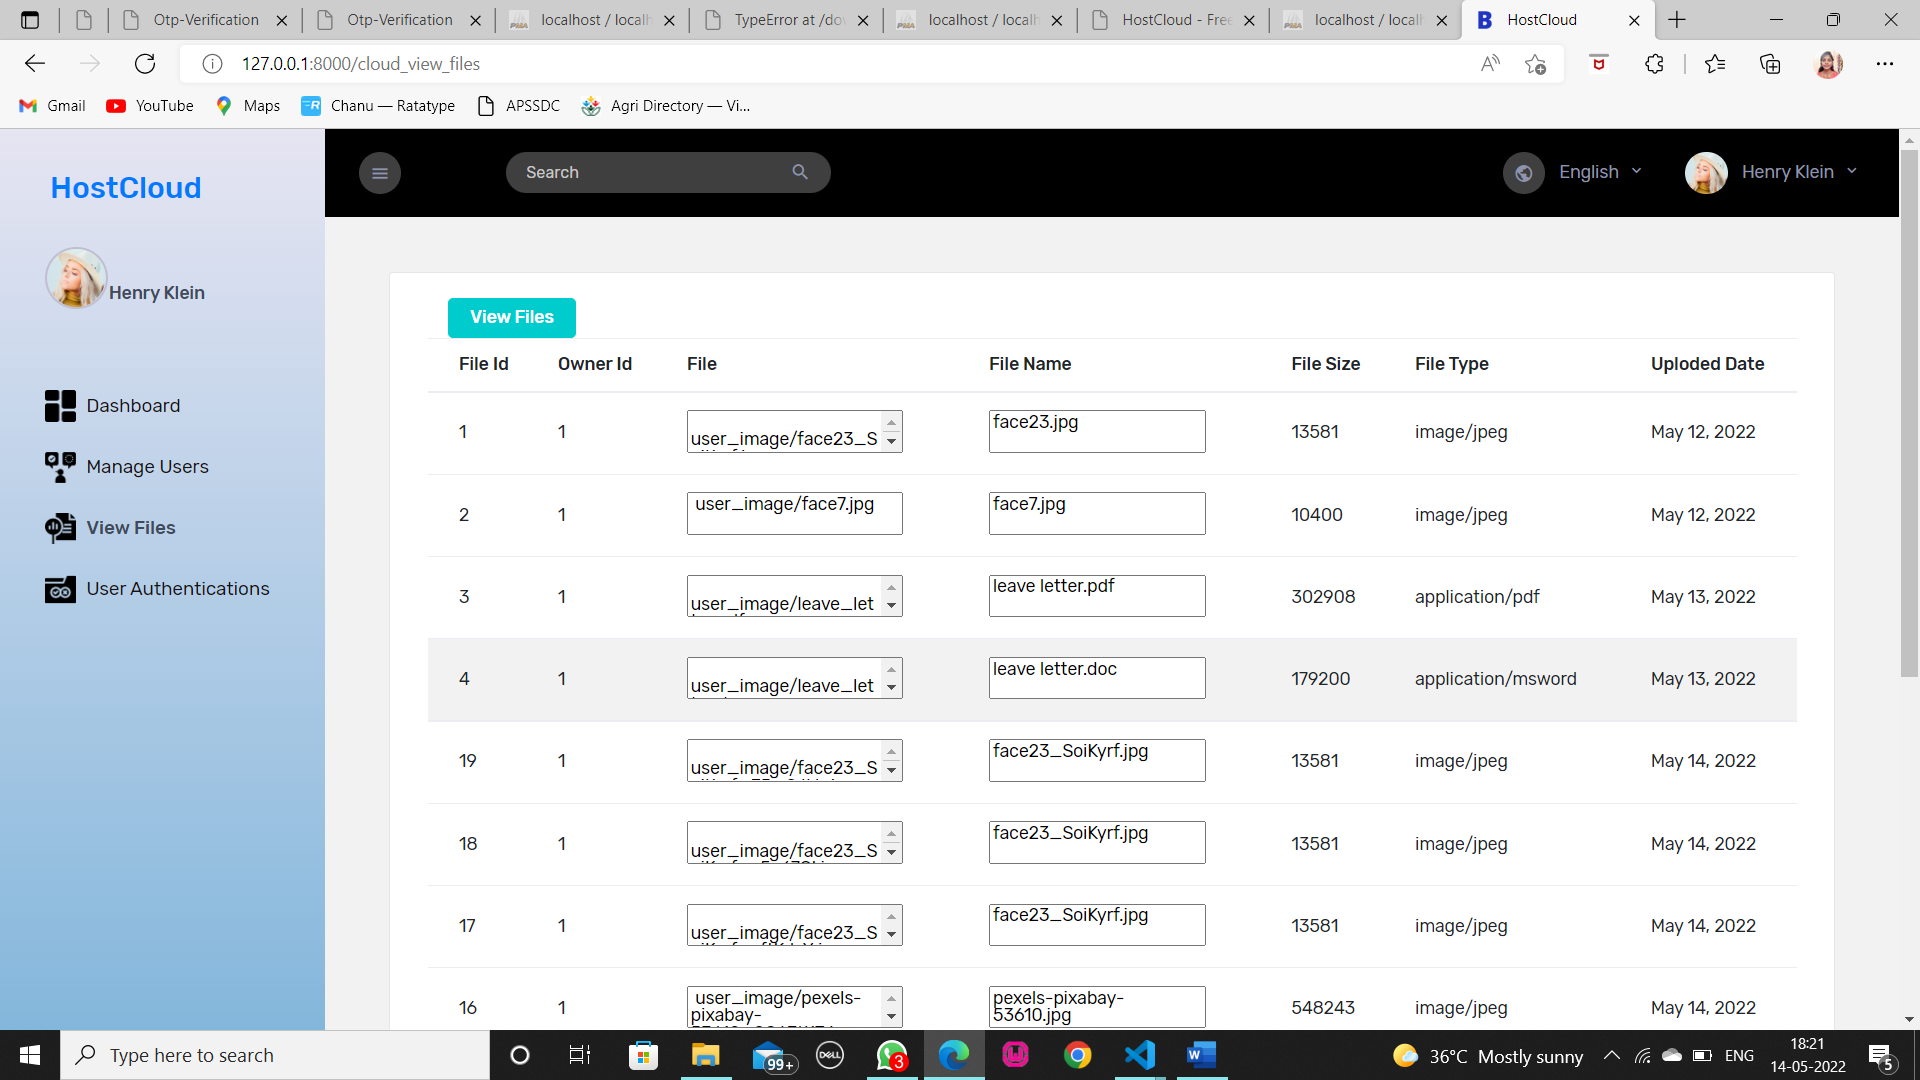 Otp-Verification
Otp-Verification
localhost / localh
TypeError at /do
localhost / localh
HostCloud - Free
localhost / localh
HostCloud
127.0.0.1:8000/cloud_view_files
Gmail
YouTube
Maps
Chanu — Ratatype
APSSDC
Agri Directory — Vi...
HostCloud
Search
English
Henry Klein
Henry Klein
Dashboard
Manage Users
View Files
User Authentications
View Files
File Id Owner Id File File Name File Size File Type Uploded Date
1 1 user_image/face23_S face23.jpg 13581 image/jpeg May 12, 2022
2 1 user_image/face7.jpg face7.jpg 10400 image/jpeg May 12, 2022
3 1 user_image/leave_let leave letter.pdf 302908 application/pdf May 13, 2022
4 1 user_image/leave_let leave letter.doc 179200 application/msword May 13, 2022
19 1 user_image/face23_S face23_SoiKyrf.jpg 13581 image/jpeg May 14, 2022
18 1 user_image/face23_S face23_SoiKyrf.jpg 13581 image/jpeg May 14, 2022
17 1 user_image/face23_S face23_SoiKyrf.jpg 13581 image/jpeg May 14, 2022
16 1 user_image/pexels-pixabay- pexels-pixabay-53610.jpg 548243 image/jpeg May 14, 2022
Type here to search
99+
DELL
3
36°C Mostly sunny
ENG
18:21
14-05-2022
5